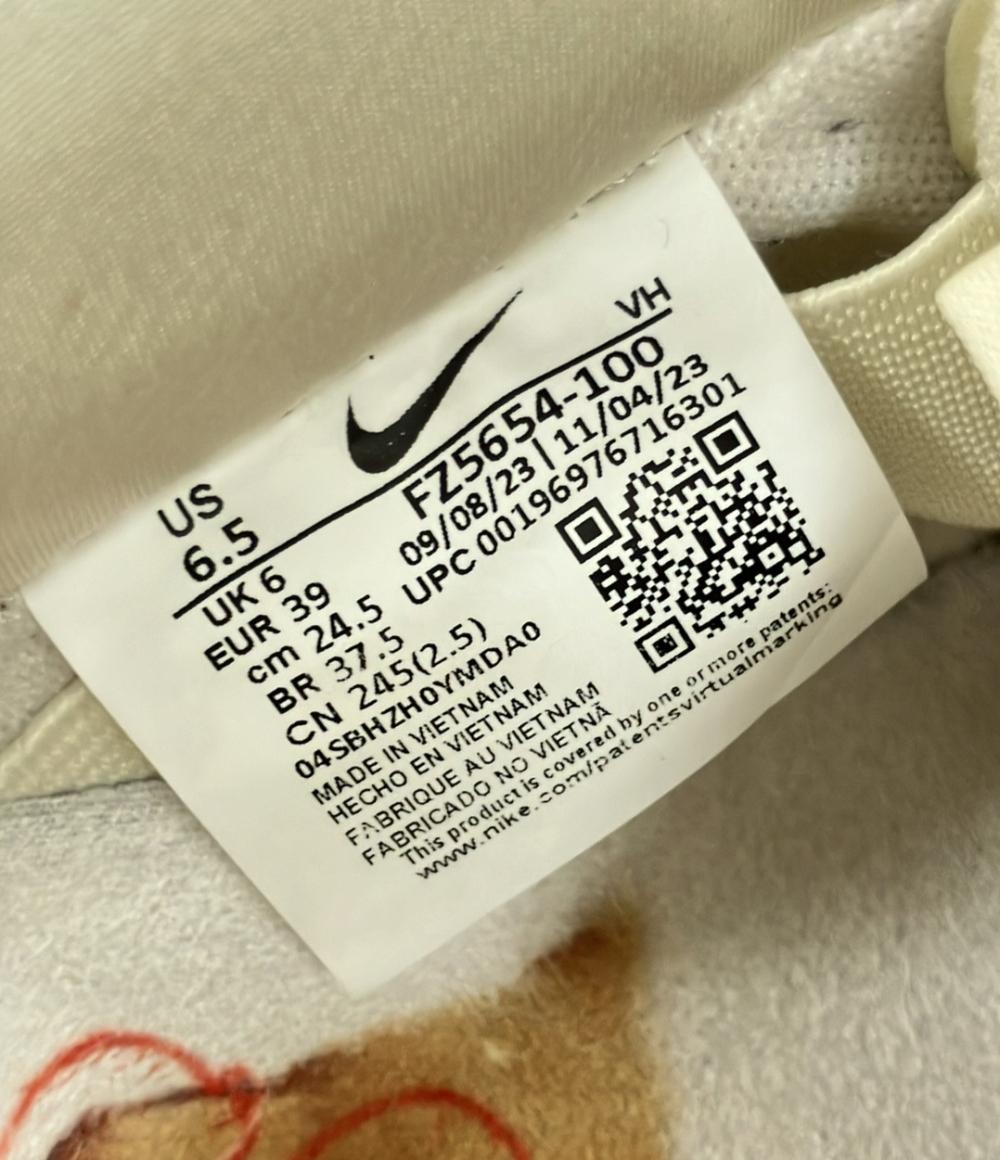 VH
US
6.5
FZ5654-100
09/08/23|11/04/23
UPC 00196976716301
UK 6
EUR 39
cm 24.5
BR 37.5
CN 245(2.5)
04SBHZH0YMDA0
MADE IN VIETNAM
HECHO EN VIETNAM
FABRIQUE AU VIETNAM
FABRICADO NO VIETNÃ
This product is covered by one or more patents:
www.nike.com/patentsvirtualmarking